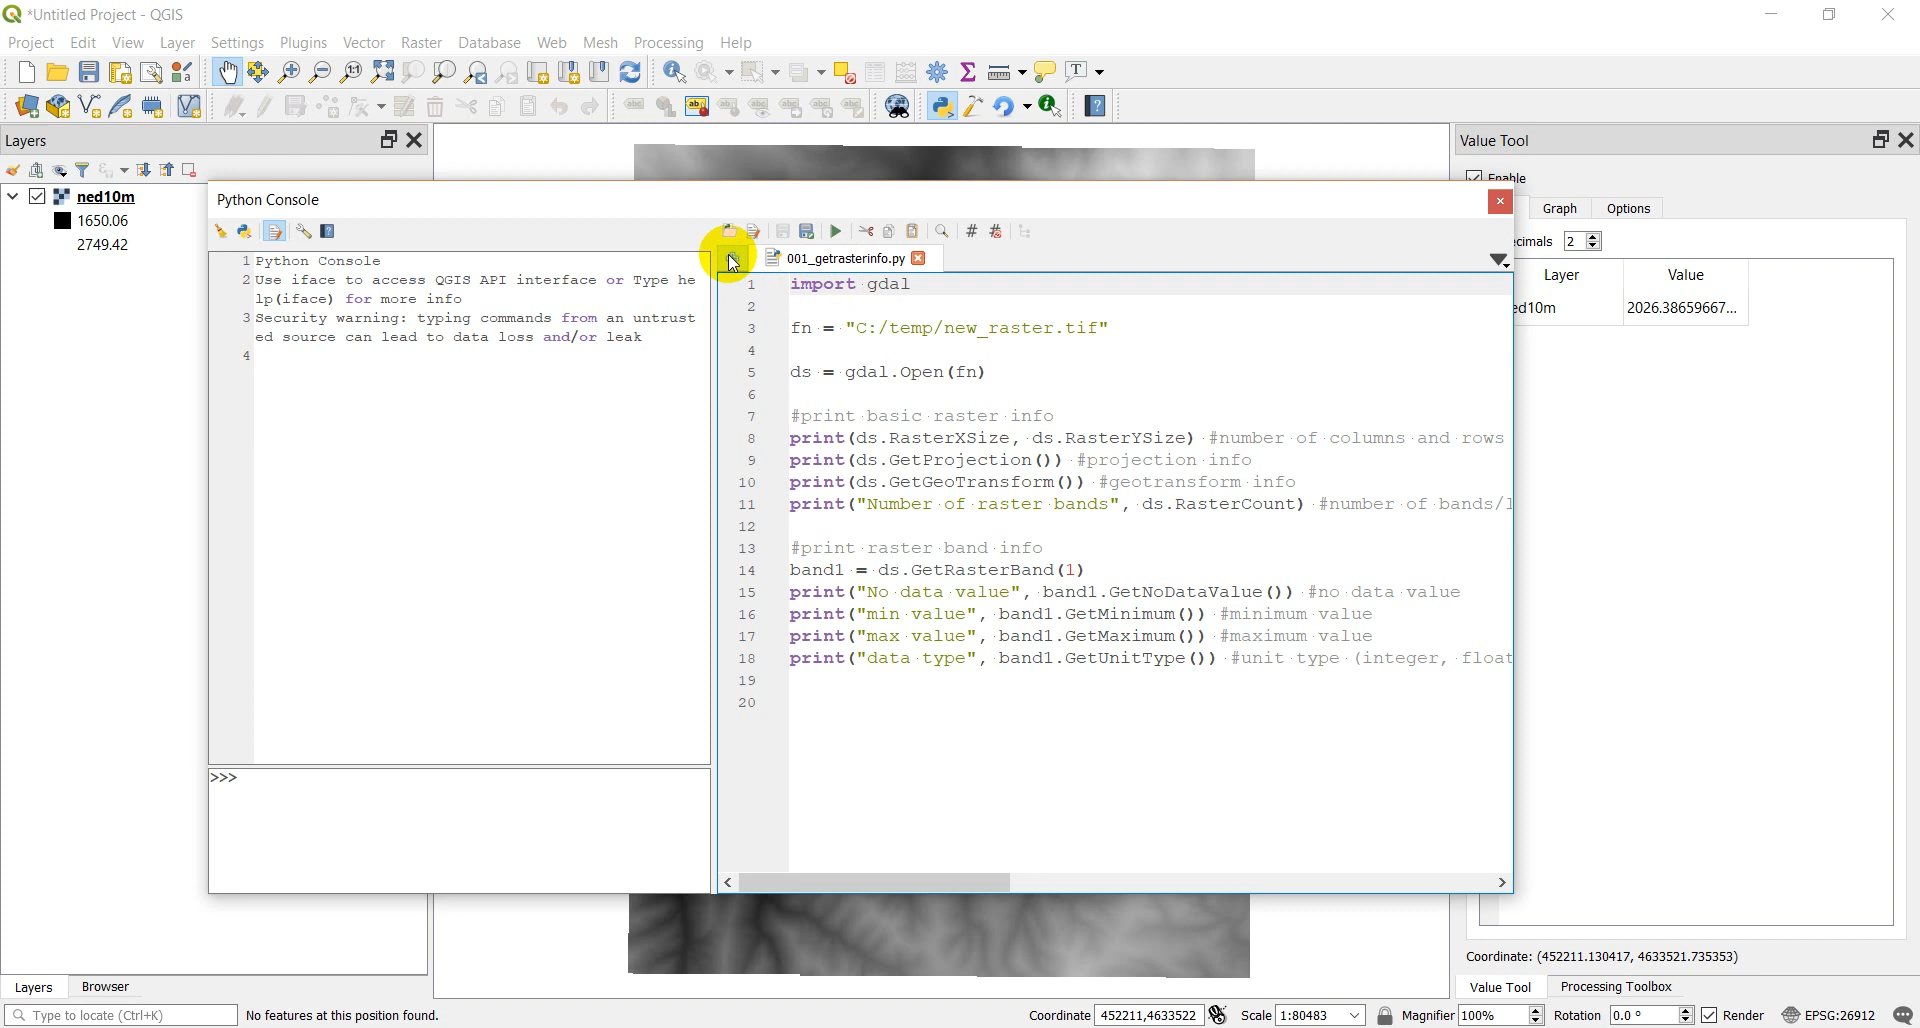 *Untitled Project - QGIS
Project Edit View Layer Settings Plugins Vector Raster Database Web Mesh Processing Help
Layers
ned10m
1650.06
2749.42
Python Console
1 Python Console
2 Use iface to access QGIS API interface or Type he
lp(iface) for more info
3 Security warning: typing commands from an untrust
ed source can lead to data loss and/or leak
4
>>>
001_getrasterinfo.py
1 import gdal
2
3 fn = "C:/temp/new_raster.tif"
4
5 ds = gdal.Open(fn)
6
7 #print basic raster info
8 print(ds.RasterXSize, ds.RasterYSize) #number of columns and rows
9 print(ds.GetProjection()) #projection info
10 print(ds.GetGeoTransform()) #geotransform info
11 print("Number of raster bands", ds.RasterCount) #number of bands/l
12
13 #print raster band info
14 band1 = ds.GetRasterBand(1)
15 print("No data value", band1.GetNoDataValue()) #no data value
16 print("min value", band1.GetMinimum()) #minimum value
17 print("max value", band1.GetMaximum()) #maximum value
18 print("data type", band1.GetUnitType()) #unit type (integer, float
19
20
Value Tool
Enable
Graph Options
cimals 2
Layer Value
ed10m 2026.38659667...
Coordinate: (452211.130417, 4633521.735353)
Layers Browser
Value Tool Processing Toolbox
Type to locate (Ctrl+K) No features at this position found. Coordinate 452211,4633522 Scale 1:80483 Magnifier 100% Rotation 0.0 ° Render EPSG:26912